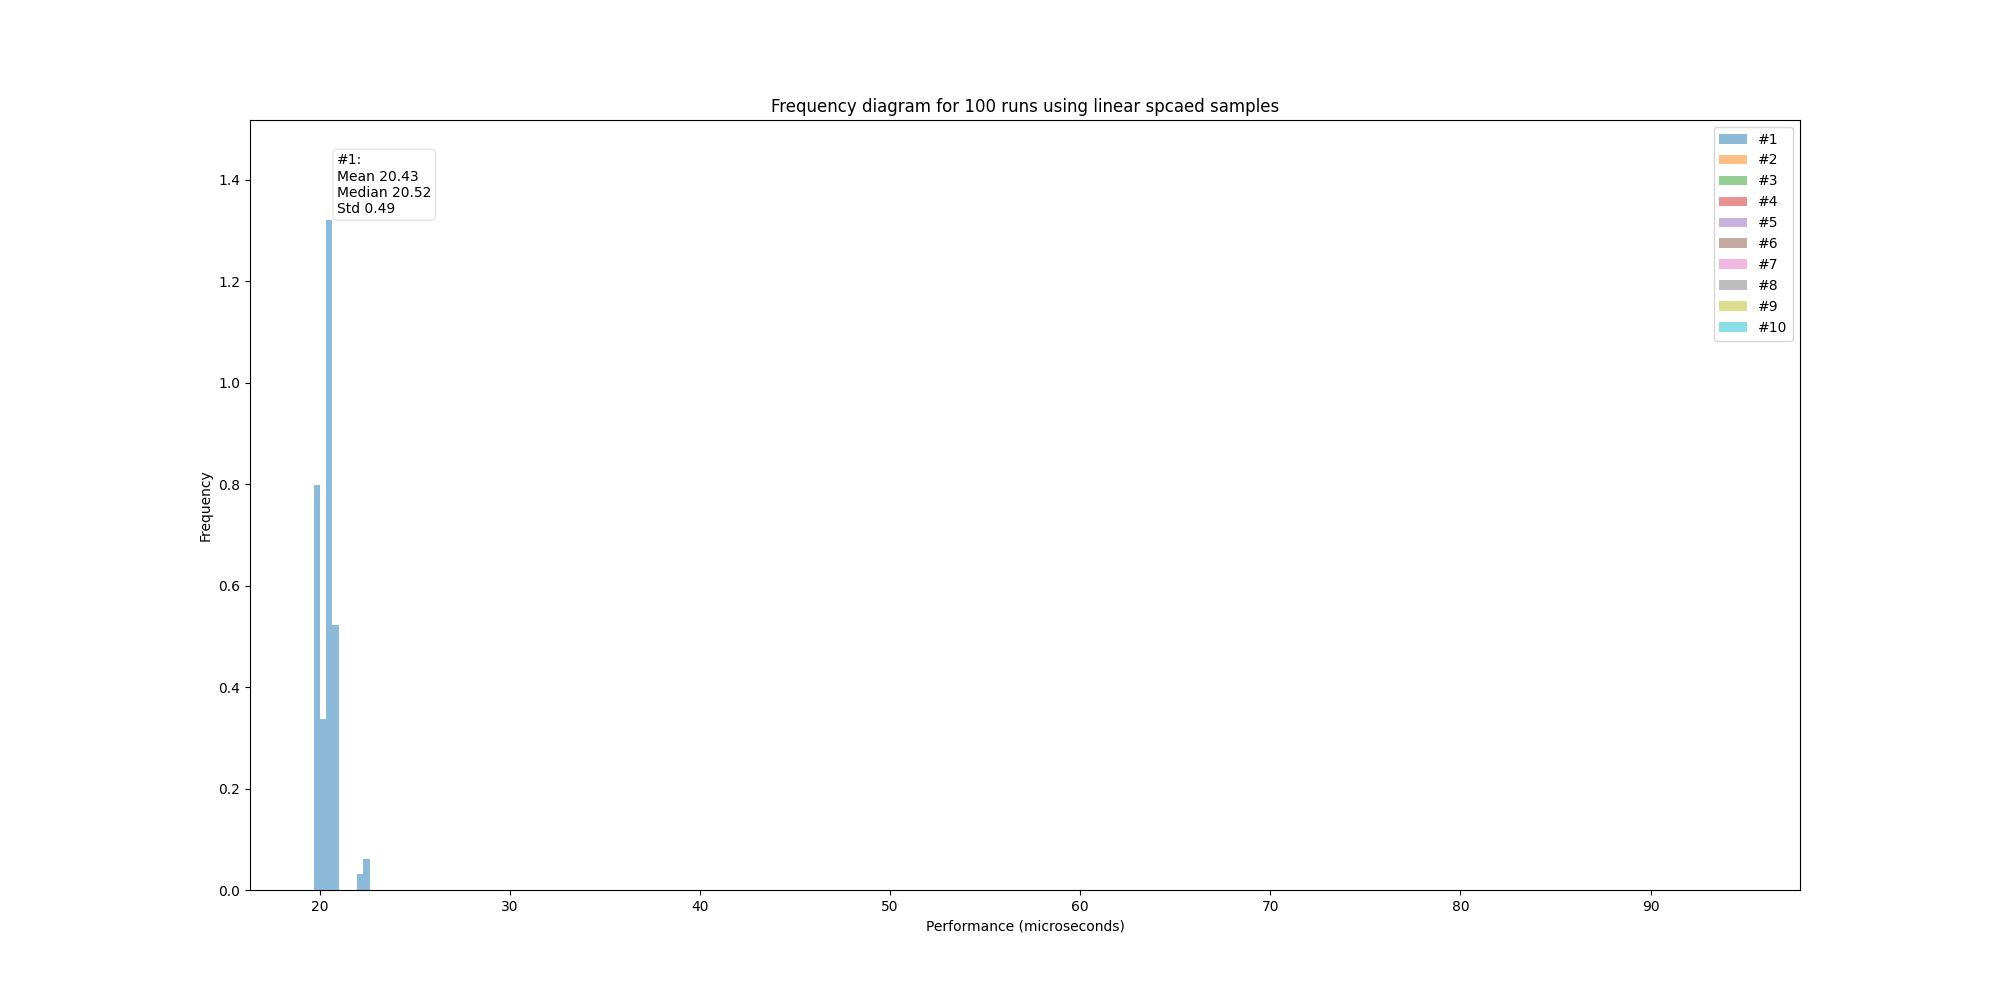 Frequency diagram for 100 runs using linear spcaed samples
#1:
Mean 20.43
Median 20.52
Std 0.49
#1
#2
#3
#4
#5
#6
#7
#8
#9
#10
1.4
1.2
1.0
0.8
0.6
0.4
0.2
0.0
Frequency
20 30 40 50 60 70 80 90
Performance (microseconds)